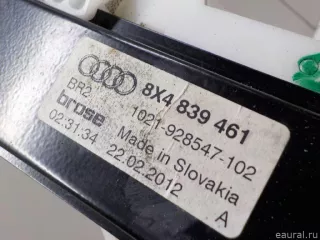 8X4 839 461
BR2
1021-928547-102
brose
Made in Slovakia
02:31:34
22.02.2012
A
eaural.ru